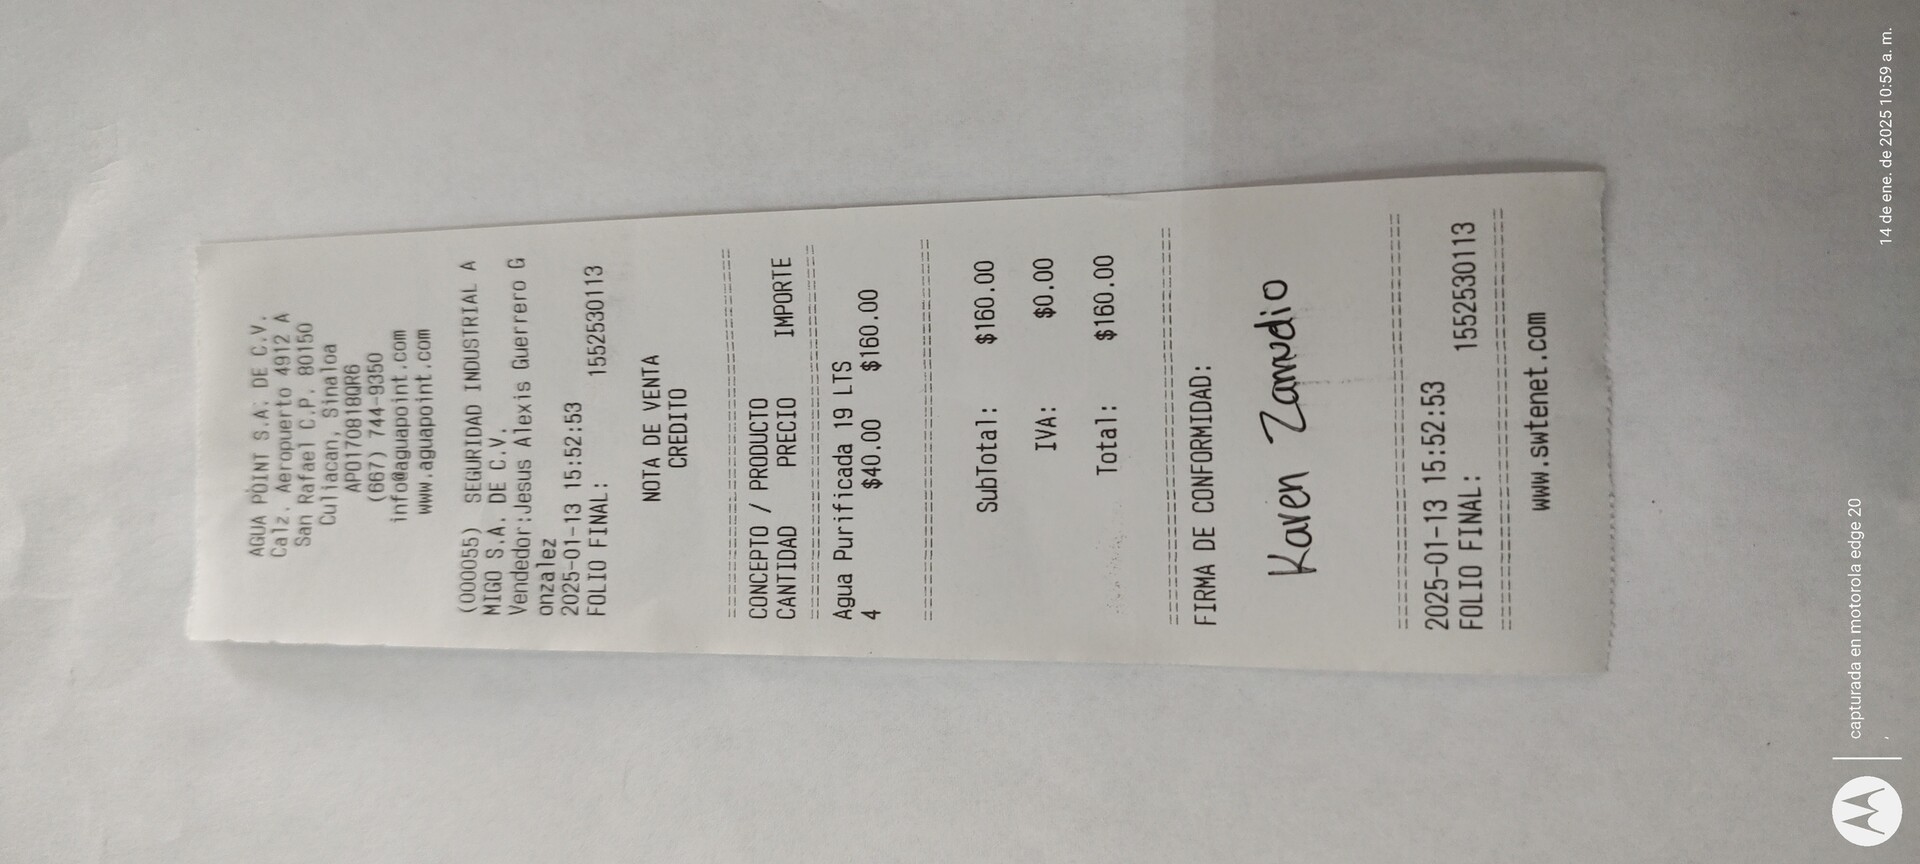 AGUA POINT S.A. DE C.V.
Calz. Aeropuerto 4912 A
San Rafael C.P. 80150
Culiacan, Sinaloa
APO170818QR6
(667) 744-9350
info@aguapoint.com
www.aguapoint.com
(000055) SEGURIDAD INDUSTRIAL A
MIGO S.A. DE C.V.
Vendedor:Jesus Alexis Guerrero G
onzalez
2025-01-13 15:52:53
FOLIO FINAL: 1552530113
NOTA DE VENTA
CREDITO
CONCEPTO / PRODUCTO
CANTIDAD PRECIO IMPORTE
Agua Purificada 19 LTS
4 $40.00 $160.00
SubTotal: $160.00
IVA: $0.00
Total: $160.00
FIRMA DE CONFORMIDAD:
Karen Zamudio
2025-01-13 15:52:53
FOLIO FINAL: 1552530113
www.swtenet.com
capturada en motorola edge 20
14 de ene. de 2025 10:59 a. m.